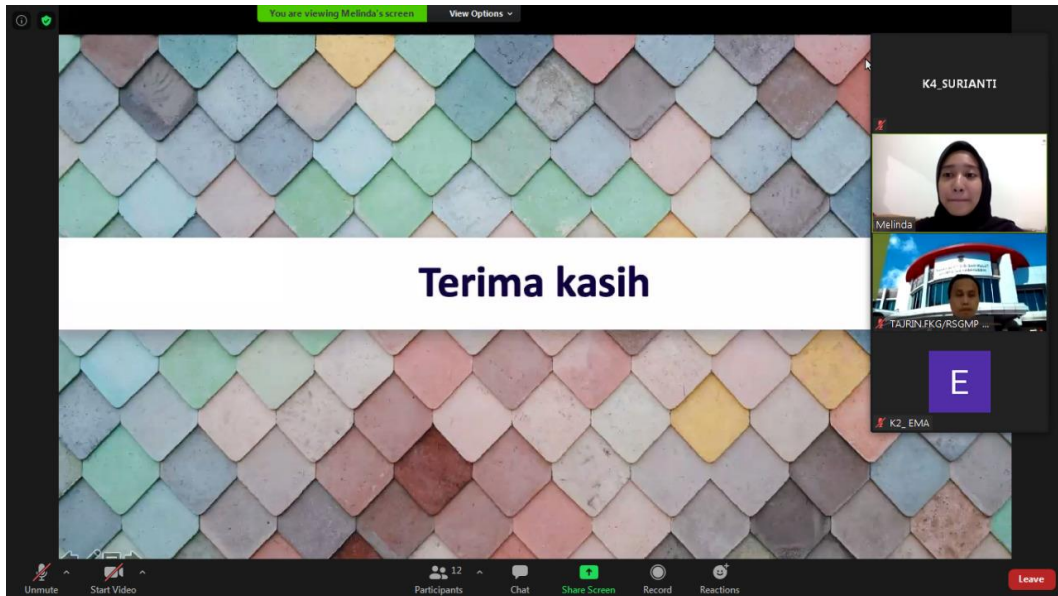 You are viewing Melinda's screen
View Options
K4_SURIANTI
Melinda
Terima kasih
TAJRIN.FKG/RSGMP ...
E
K2_ EMA
Unmute
Start Video
12
Participants
Chat
Share Screen
Record
Reactions
Leave